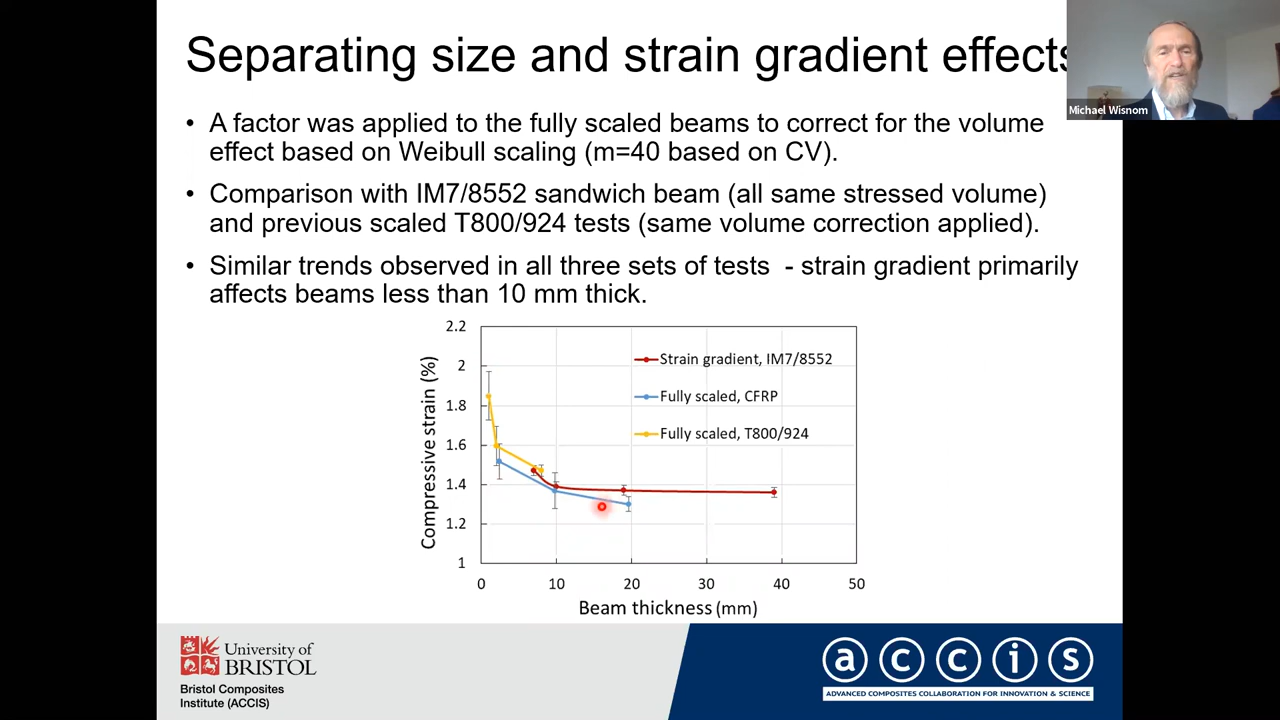 Separating size and strain gradient effects
Michael Wisnom
• A factor was applied to the fully scaled beams to correct for the volume
effect based on Weibull scaling (m=40 based on CV).
• Comparison with IM7/8552 sandwich beam (all same stressed volume)
and previous scaled T800/924 tests (same volume correction applied).
• Similar trends observed in all three sets of tests - strain gradient primarily
affects beams less than 10 mm thick.
2.2
2
1.8
1.6
1.4
1.2
1
Compressive strain (%)
Strain gradient, IM7/8552
Fully scaled, CFRP
Fully scaled, T800/924
0 10 20 30 40 50
Beam thickness (mm)
University of
BRISTOL
Bristol Composites
Institute (ACCIS)
accis
ADVANCED COMPOSITES COLLABORATION FOR INNOVATION & SCIENCE